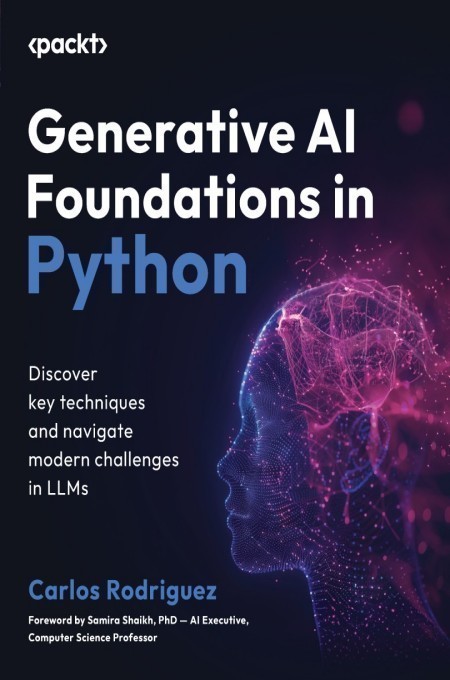 <packt>
Generative AI
Foundations in
Python
Discover
key techniques
and navigate
modern challenges
in LLMs
Carlos Rodriguez
Foreword by Samira Shaikh, PhD — AI Executive,
Computer Science Professor